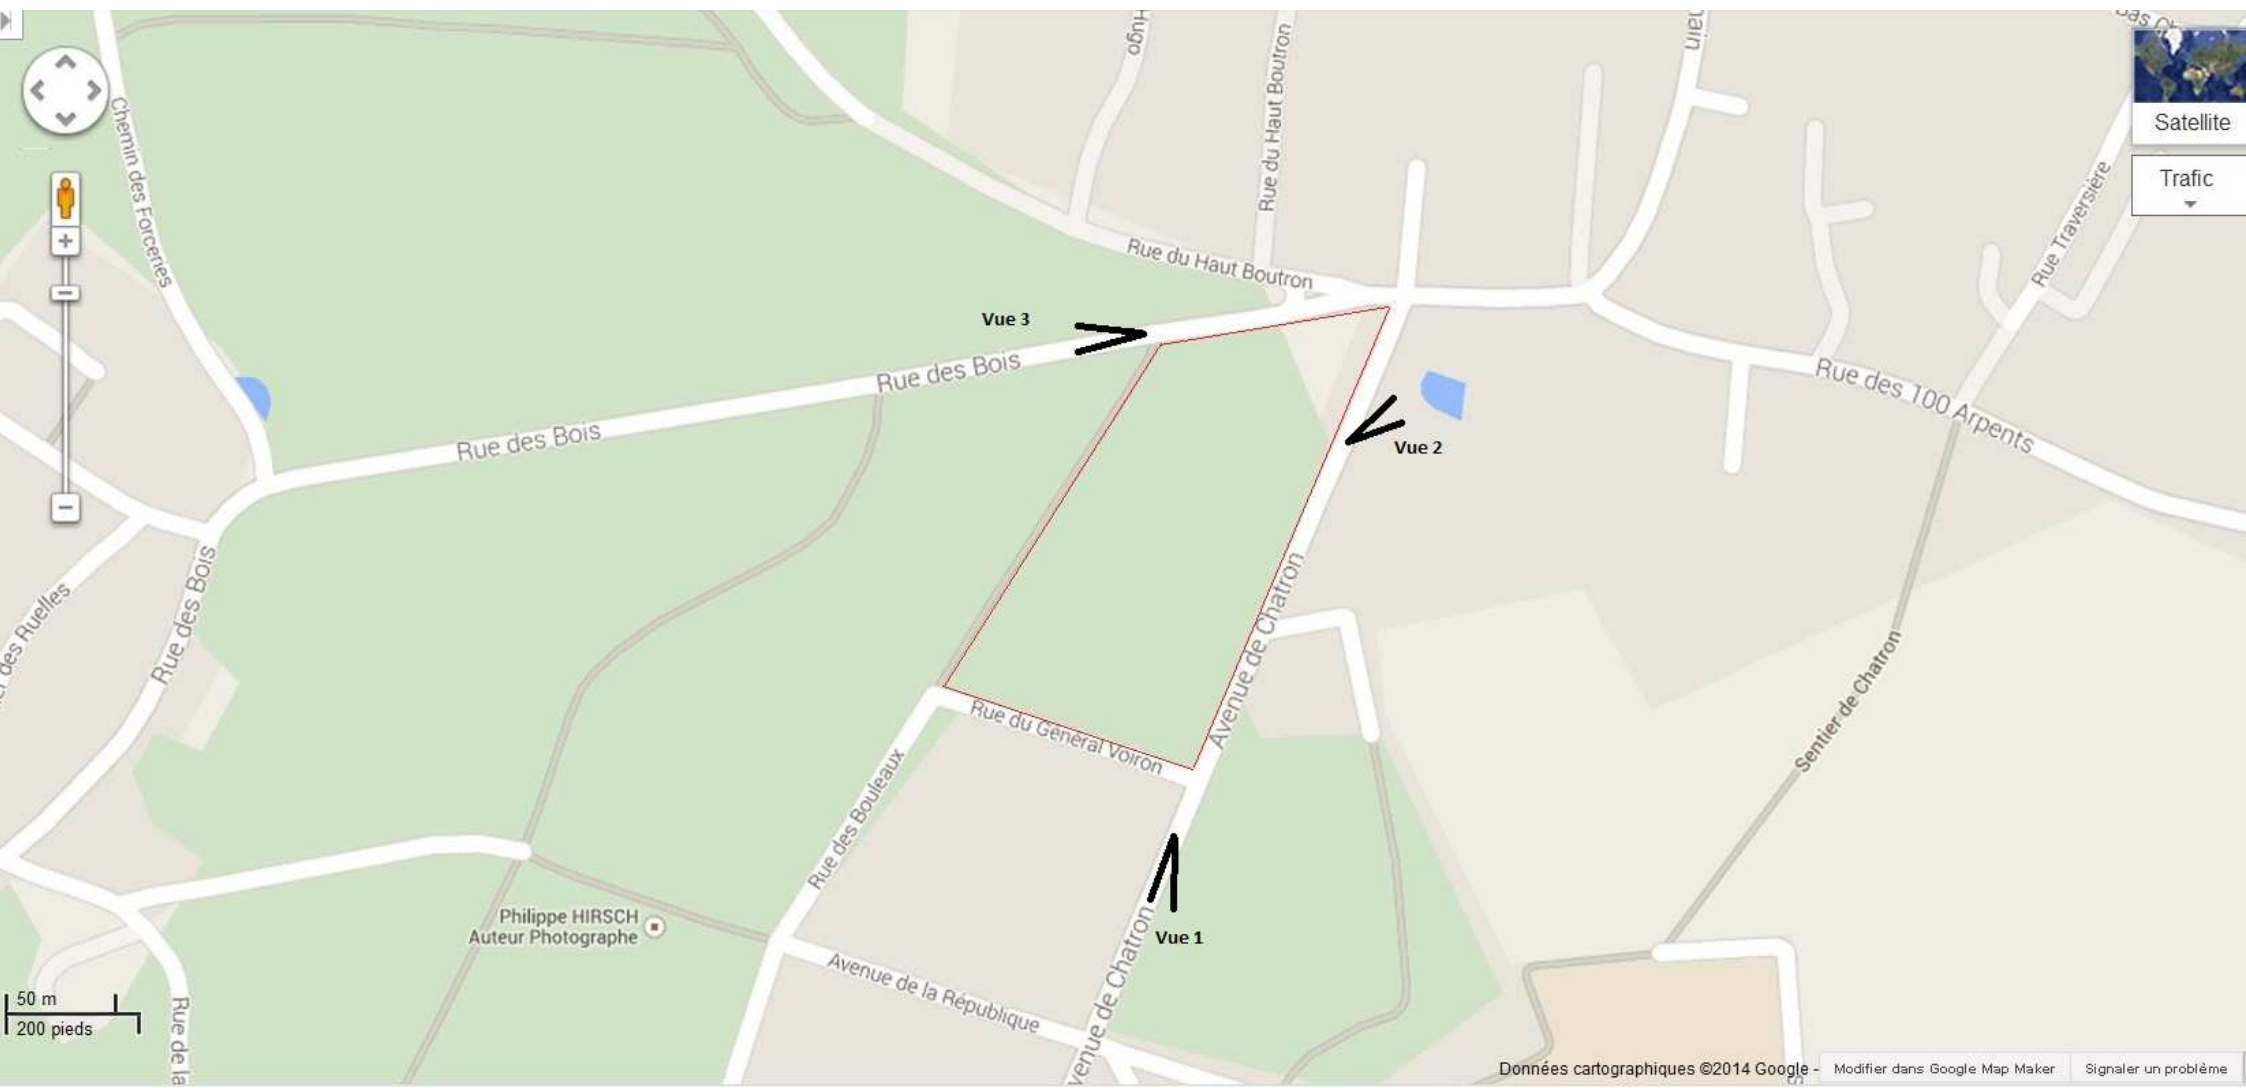 Bas
Satellite
Trafic
Hugo
Rue du Haut Boutron
Chemin des Forceries
Rue Traversière
Rue du Haut Boutron
Vue 3
Rue des Bois
Rue des 100 Arpents
Rue des Bois
Vue 2
Rue des Bois
des Ruelles
Avenue de Chatron
Sentier de Chatron
Rue du Général Voiron
Rue des Bouleaux
Philippe HIRSCH
Auteur Photographe
Vue 1
Avenue de Chatron
Avenue de la République
50 m
200 pieds
Rue de la
Données cartographiques ©2014 Google -
Modifier dans Google Map Maker
Signaler un problème